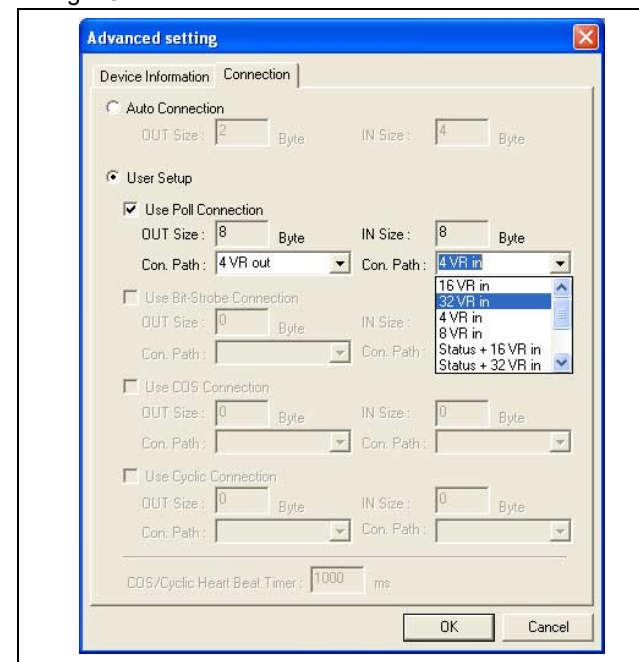 Advanced setting
Device Information Connection
Auto Connection
OUT Size : 2 Byte IN Size : 4 Byte
User Setup
Use Poll Connection
OUT Size : 8 Byte IN Size : 8 Byte
Con. Path : 4 VR out Con. Path : 4 VR in
16 VR in
32 VR in
4 VR in
8 VR in
Status + 16 VR in
Status + 32 VR in
Use Bit-Strobe Connection
OUT Size : 0 Byte IN Size :
Con. Path : Con. Path :
Use COS Connection
OUT Size : 0 Byte IN Size : 0 Byte
Con. Path : Con. Path :
Use Cyclic Connection
OUT Size : 0 Byte IN Size : 0 Byte
Con. Path : Con. Path :
COS/Cyclic Heart Beat Timer : 1000 ms
OK Cancel